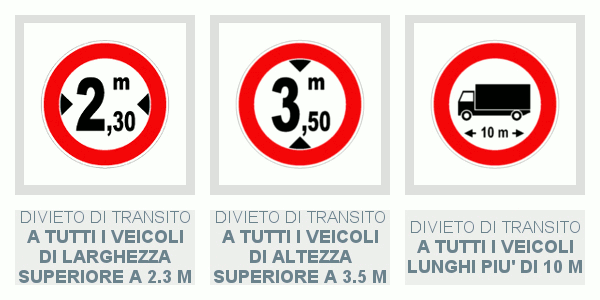 2,30 m
3,50 m
10 m
DIVIETO DI TRANSITO
A TUTTI I VEICOLI
DI LARGHEZZA
SUPERIORE A 2.3 M
DIVIETO DI TRANSITO
A TUTTI I VEICOLI
DI ALTEZZA
SUPERIORE A 3.5 M
DIVIETO DI TRANSITO
A TUTTI I VEICOLI
LUNGHI PIU' DI 10 M